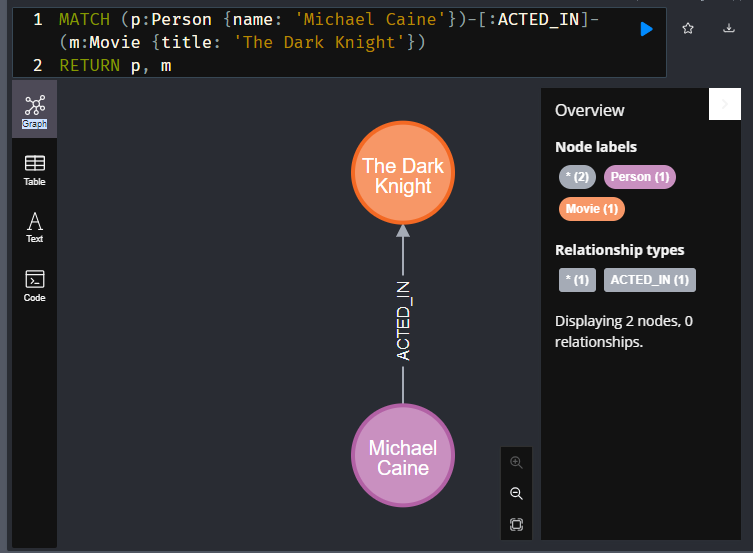 1 MATCH (p:Person {name: 'Michael Caine'})-[:ACTED_IN]-
(m:Movie {title: 'The Dark Knight'})
2 RETURN p, m
Graph
Table
Text
Code
The Dark
Knight
ACTED_IN
Michael
Caine
Overview
Node labels
* (2) Person (1)
Movie (1)
Relationship types
* (1) ACTED_IN (1)
Displaying 2 nodes, 0
relationships.